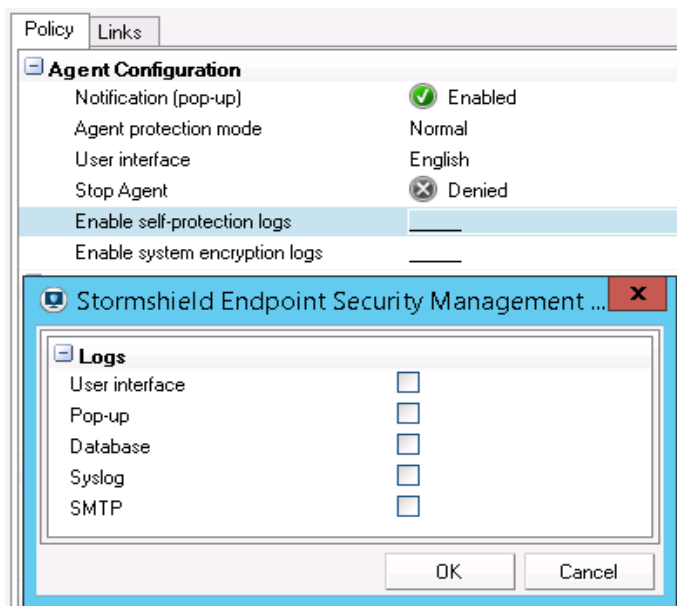 Policy Links
Agent Configuration
Notification (pop-up) Enabled
Agent protection mode Normal
User interface English
Stop Agent Denied
Enable self-protection logs _____
Enable system encryption logs _____
Stormshield Endpoint Security Management ... x
Logs
User interface
Pop-up
Database
Syslog
SMTP
OK Cancel